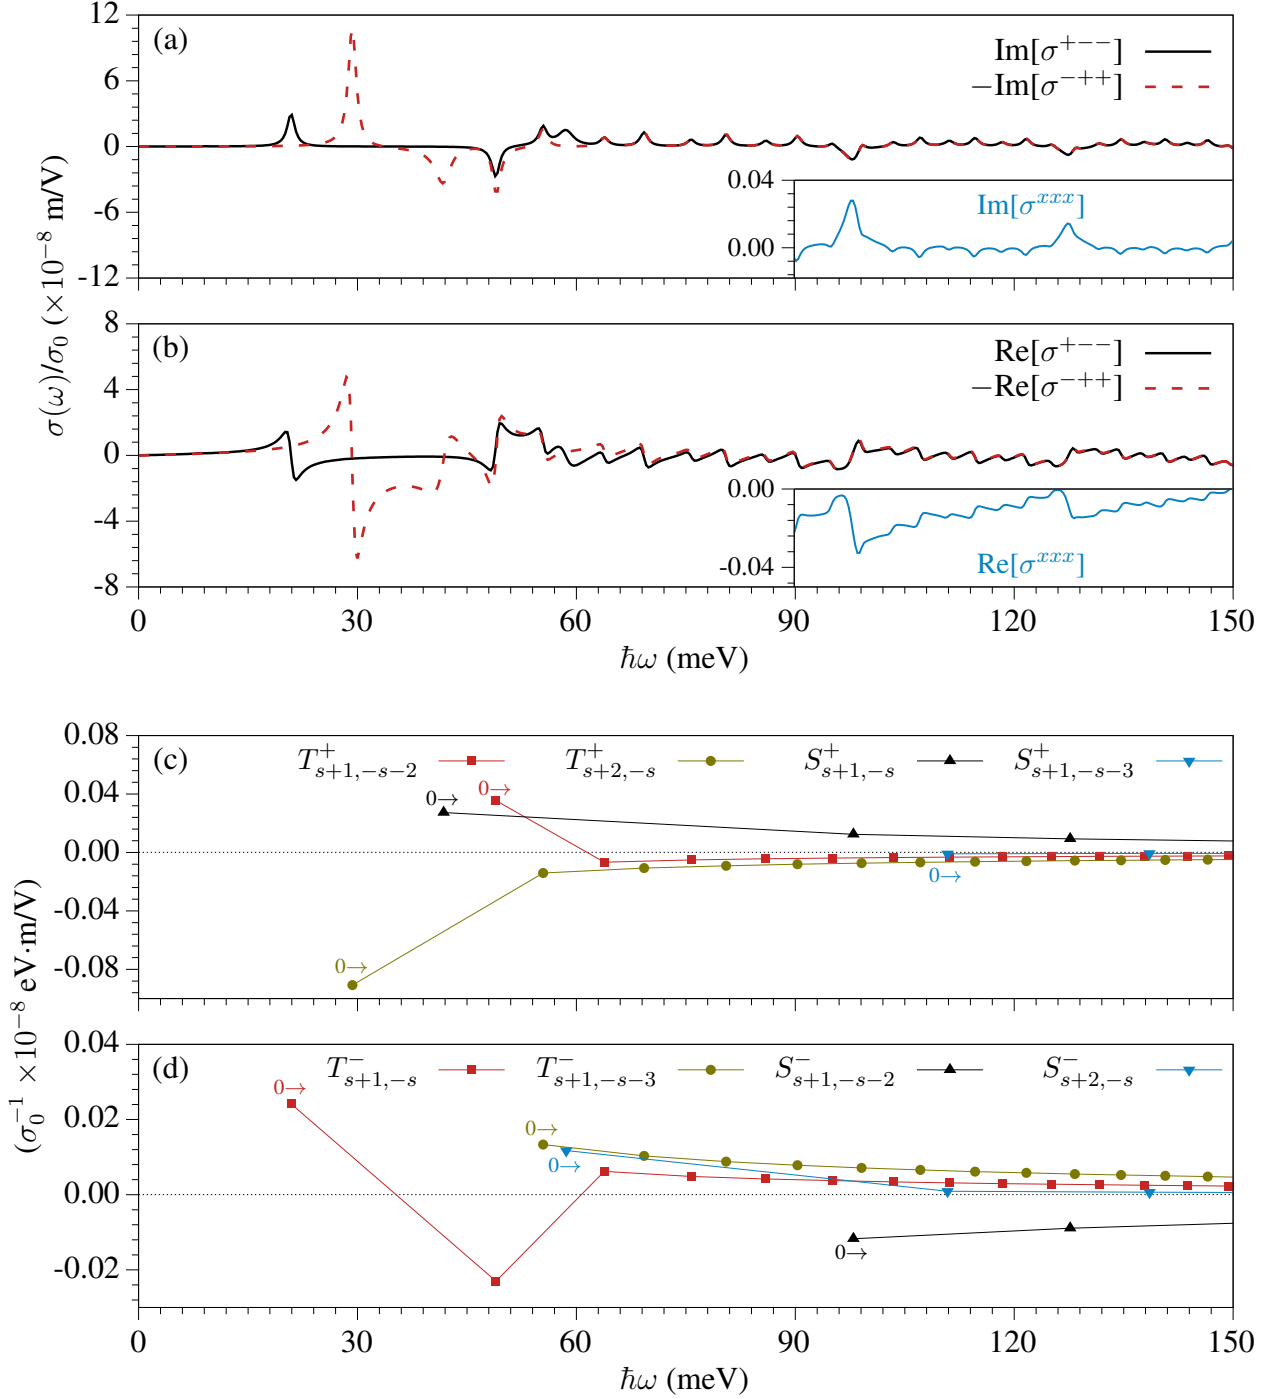 σ(ω)/σ₀ (×10⁻⁸ m/V)
12
6
0
-6
-12
(a)
Im[σ⁺⁻⁻]
−Im[σ⁻⁺⁺]
0.04
0.00
Im[σˣˣˣ]
8
4
0
-4
-8
(b)
Re[σ⁺⁻⁻]
−Re[σ⁻⁺⁺]
0.00
-0.04
Re[σˣˣˣ]
0 30 60 90 120 150
ħω (meV)
(σ₀⁻¹ ×10⁻⁸ eV·m/V)
0.08
0.04
0.00
-0.04
-0.08
(c)
T⁺ₛ₊₁,₋ₛ₋₂ T⁺ₛ₊₂,₋ₛ S⁺ₛ₊₁,₋ₛ S⁺ₛ₊₁,₋ₛ₋₃
0→
0→
0→
0→
0.04
0.02
0.00
-0.02
(d)
T⁻ₛ₊₁,₋ₛ T⁻ₛ₊₁,₋ₛ₋₃ S⁻ₛ₊₁,₋ₛ₋₂ S⁻ₛ₊₂,₋ₛ
0→
0→
0→
0→
0 30 60 90 120 150
ħω (meV)